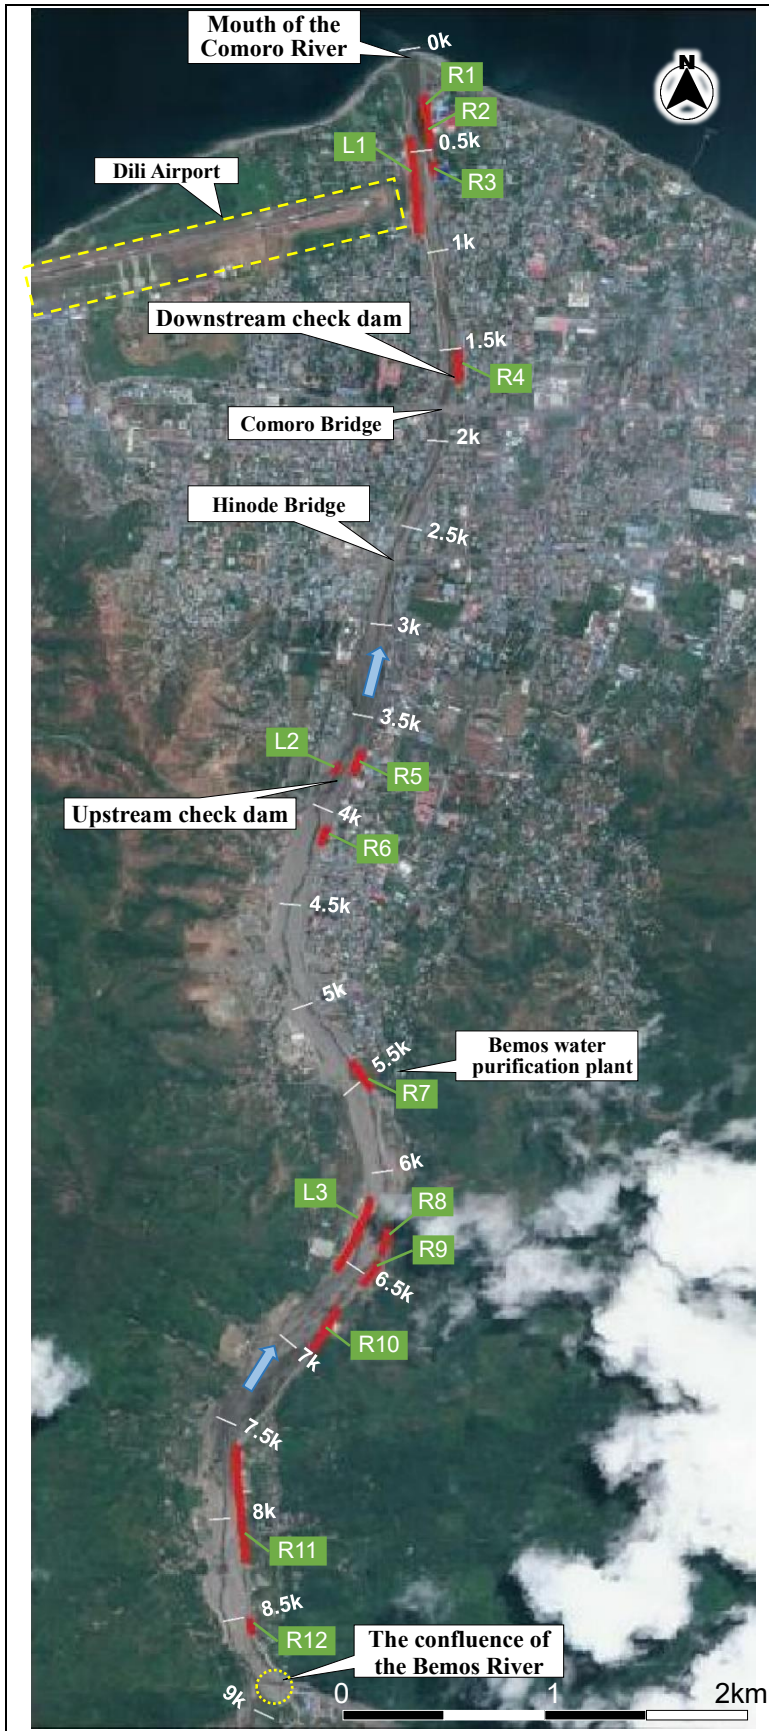 Mouth of the
Comoro River
0k
N
R1
R2
L1
0.5k
Dili Airport
R3
1k
Downstream check dam
1.5k
R4
Comoro Bridge
2k
Hinode Bridge
2.5k
3k
3.5k
L2
R5
Upstream check dam
4k
R6
4.5k
5k
5.5k
Bemos water
purification plant
R7
6k
L3
R8
R9
6.5k
R10
7k
7.5k
8k
R11
8.5k
R12
The confluence of
the Bemos River
9k
0 1 2km